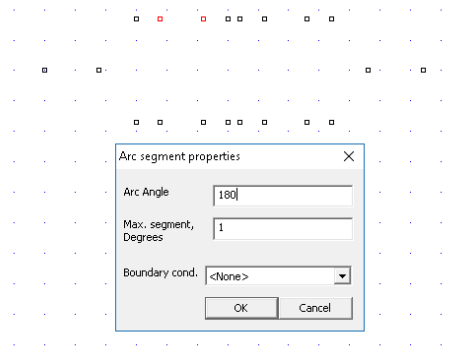 Arc segment properties
Arc Angle
180
Max. segment,
Degrees
1
Boundary cond.
<None>
OK
Cancel